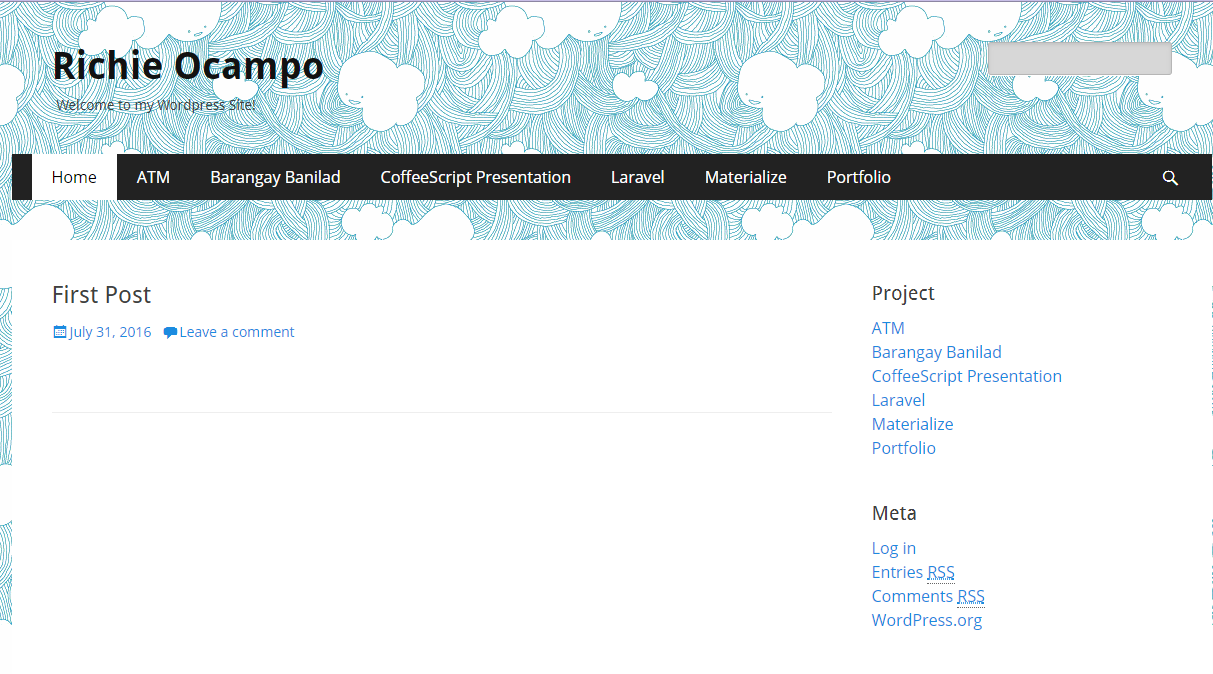 Richie Ocampo
Welcome to my Wordpress Site!
Home ATM Barangay Banilad CoffeeScript Presentation Laravel Materialize Portfolio
First Post
July 31, 2016 Leave a comment
Project
ATM
Barangay Banilad
CoffeeScript Presentation
Laravel
Materialize
Portfolio
Meta
Log in
Entries RSS
Comments RSS
WordPress.org